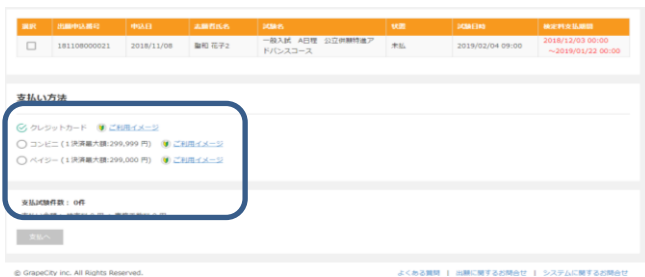 選択 出願申込番号 申込日 志願者氏名 試験名 状態 試験日時 検定料支払期間
181108000021 2018/11/08 聖和 花子2 一般入試 A日程 公立併願特進アドバンスコース 未払 2019/02/04 09:00 2018/12/03 00:00
～2019/01/22 00:00
支払い方法
クレジットカード ご利用イメージ
コンビニ (1決済最大額:299,999 円) ご利用イメージ
ペイジー (1決済最大額:299,000 円) ご利用イメージ
支払試験件数 : 0件
支払へ
© GrapeCity inc. All Rights Reserved. よくある質問 | 出願に関するお問合せ | システムに関するお問合せ